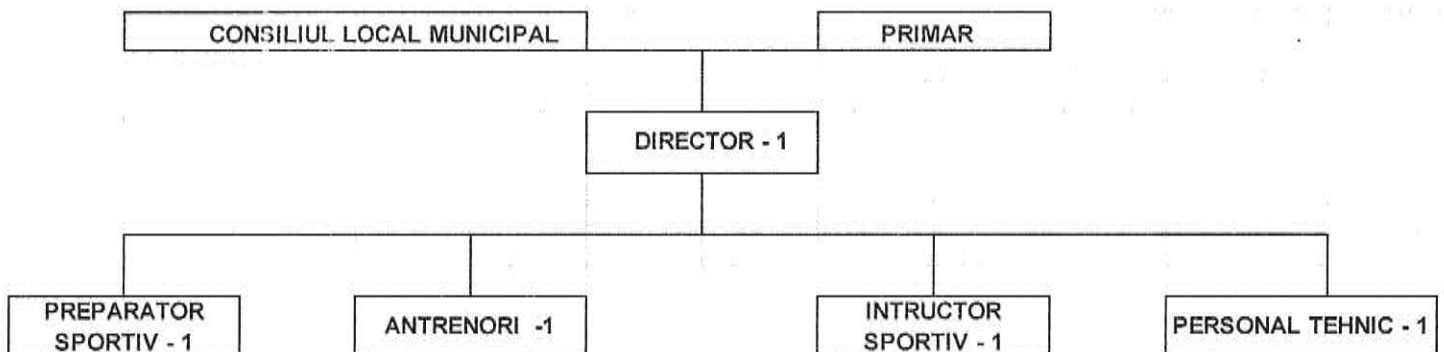 CONSILIUL LOCAL MUNICIPAL
PRIMAR
DIRECTOR - 1
PREPARATOR
SPORTIV - 1
ANTRENORI -1
INTRUCTOR
SPORTIV - 1
PERSONAL TEHNIC - 1